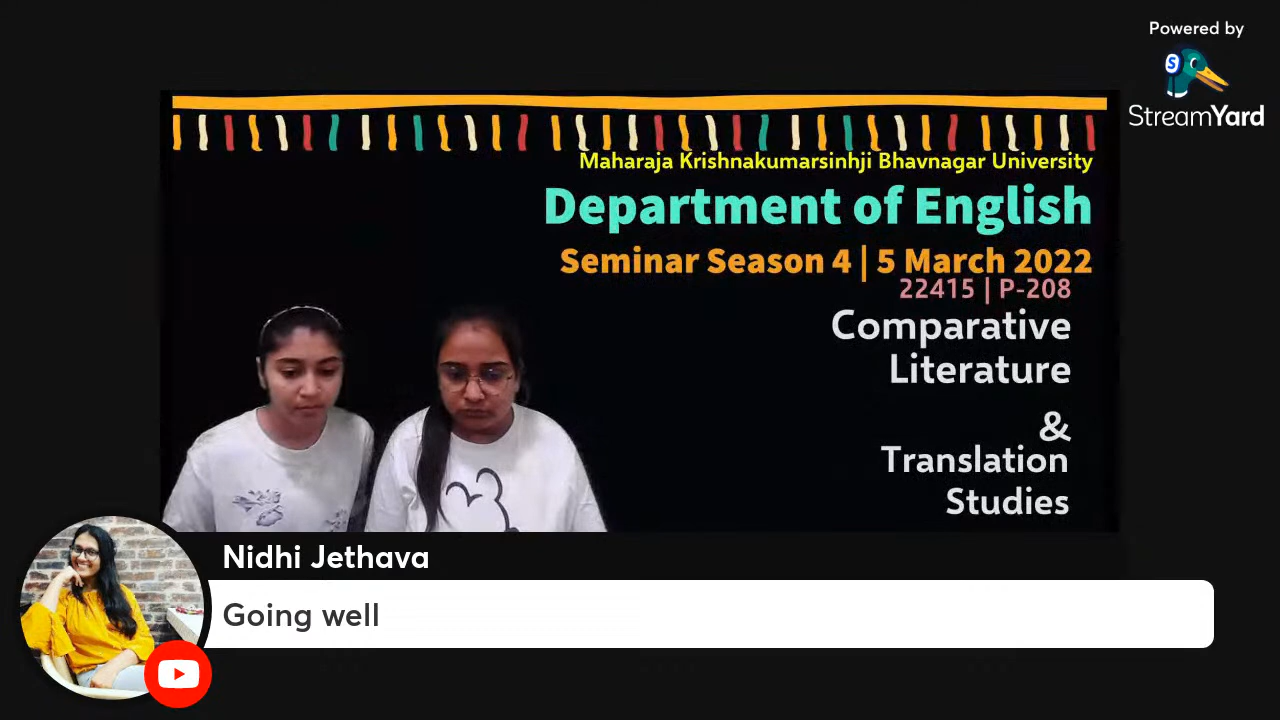 Powered by
StreamYard
Maharaja Krishnakumarsinhji Bhavnagar University
Department of English
Seminar Season 4 | 5 March 2022
22415 | P-208
Comparative
Literature
&
Translation
Studies
Nidhi Jethava
Going well